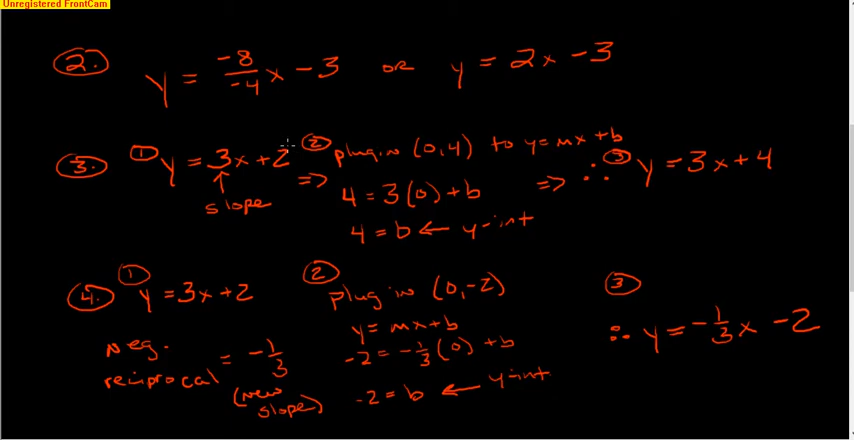 Unregistered FrontCam
2. y = -8/-4 x - 3 or y = 2x - 3
3. ① y = 3x + 2
↑
slope
=>
② plug in (0,4) to y = mx + b
4 = 3(0) + b
4 = b ← y-int
=> ③ ∴ y = 3x + 4
4. ① y = 3x + 2
neg.
reciprocal = -1/3
(new
slope)
② plug in (0,-2)
y = mx + b
-2 = -1/3(0) + b
-2 = b ← y-int
③
∴ y = -1/3 x - 2